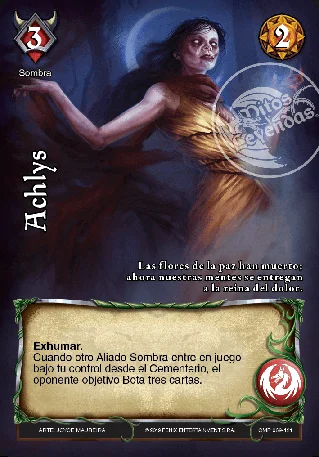 3
2
Sombra
Mitos
Leyendas
Achlys
Las flores de la paz han muerto;
ahora nuestras mentes se entregan
a la reina del dolor.
Exhumar.
Cuando otro Aliado Sombra entre en juego
bajo tu control desde el Cementerio, el
oponente objetivo Bota tres cartas.